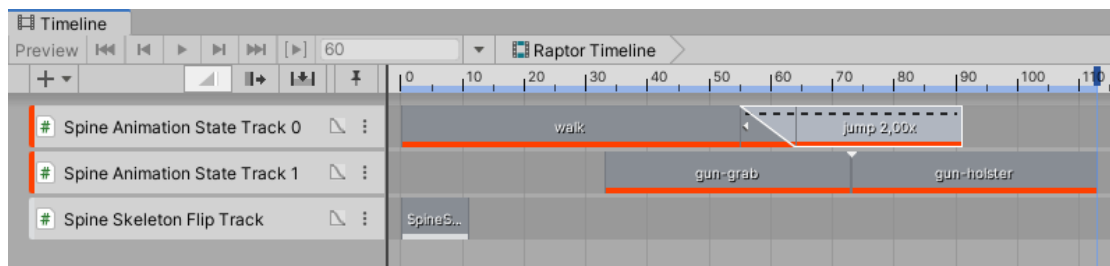 Timeline
Preview 60 Raptor Timeline
0 10 20 30 40 50 60 70 80 90 100 110
# Spine Animation State Track 0 walk jump 2,00x
# Spine Animation State Track 1 gun-grab gun-holster
# Spine Skeleton Flip Track SpineS...